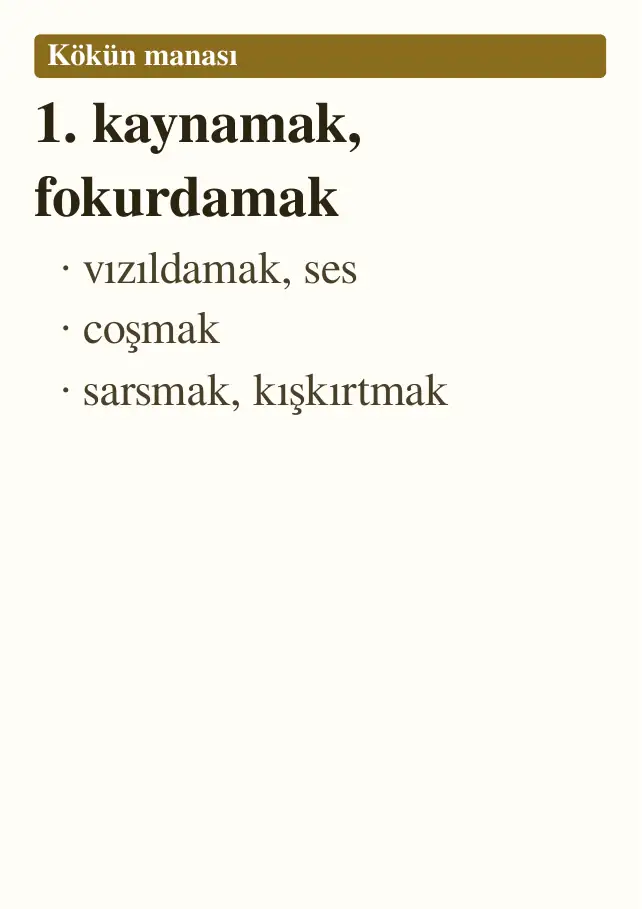 Kökün manası
1. kaynamak,
fokurdamak
· vızıldamak, ses
· coşmak
· sarsmak, kışkırtmak